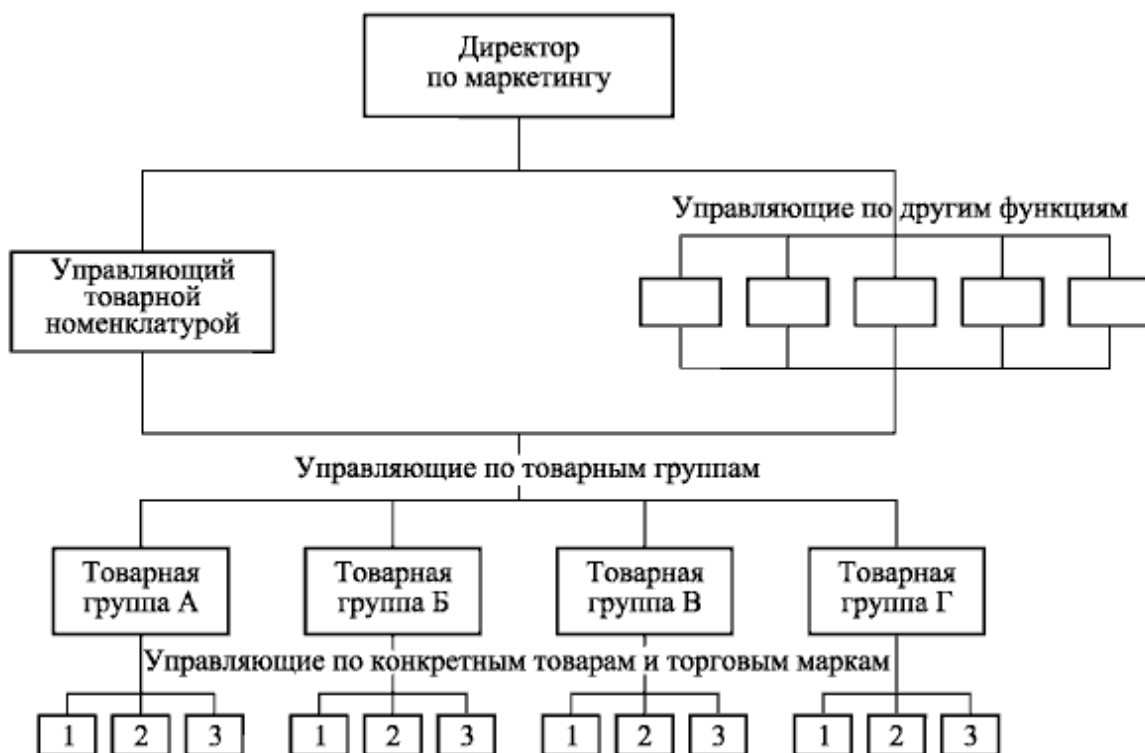 Директор
по маркетингу
Управляющие по другим функциям
Управляющий
товарной
номенклатурой
Управляющие по товарным группам
Товарная
группа А
Товарная
группа Б
Товарная
группа В
Товарная
группа Г
Управляющие по конкретным товарам и торговым маркам
1 2 3 1 2 3 1 2 3 1 2 3